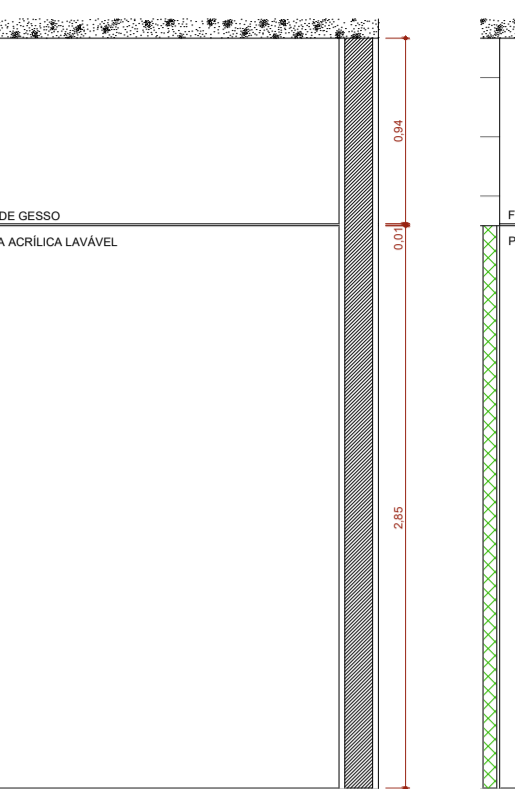 0,94
DE GESSO
F
A ACRÍLICA LAVÁVEL
0,01
P
2,85